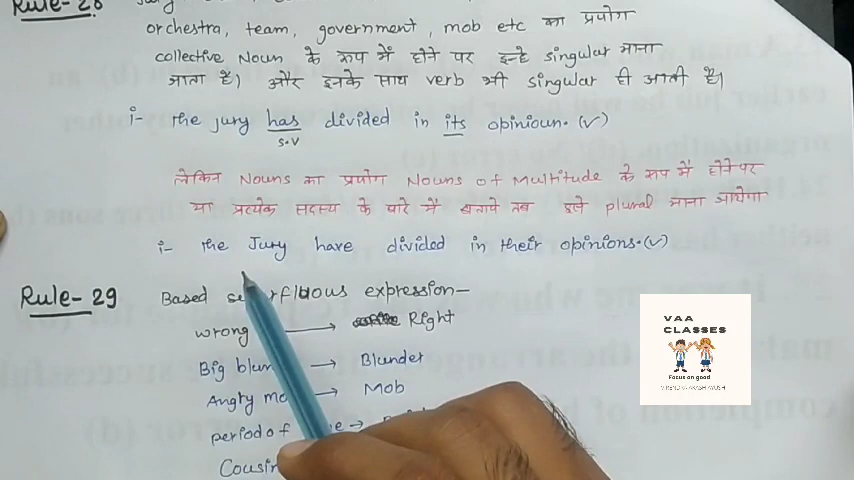 Rule-28
orchestra, team, government, mob etc का प्रयोग
collective Noun के रूप में होने पर इन्हे singular माना
जाता है। और इनके साथ verb भी singular ही आती है।
i- the jury has divided in its opinioun. (✓)
S.V
लेकिन Nouns का प्रयोग Nouns of Multitude के रूप में होने पर
या प्रत्येक सदस्य के बारे में बताये तब इसे plural माना जायेगा
i- the Jury have divided in their opinions. (✓)
Rule-29 Based su rfluous expression-
wrong → Right
Big blun → Blunder
Angry mo → Mob
period of e →
Cousin
VAA
CLASSES
Focus on good